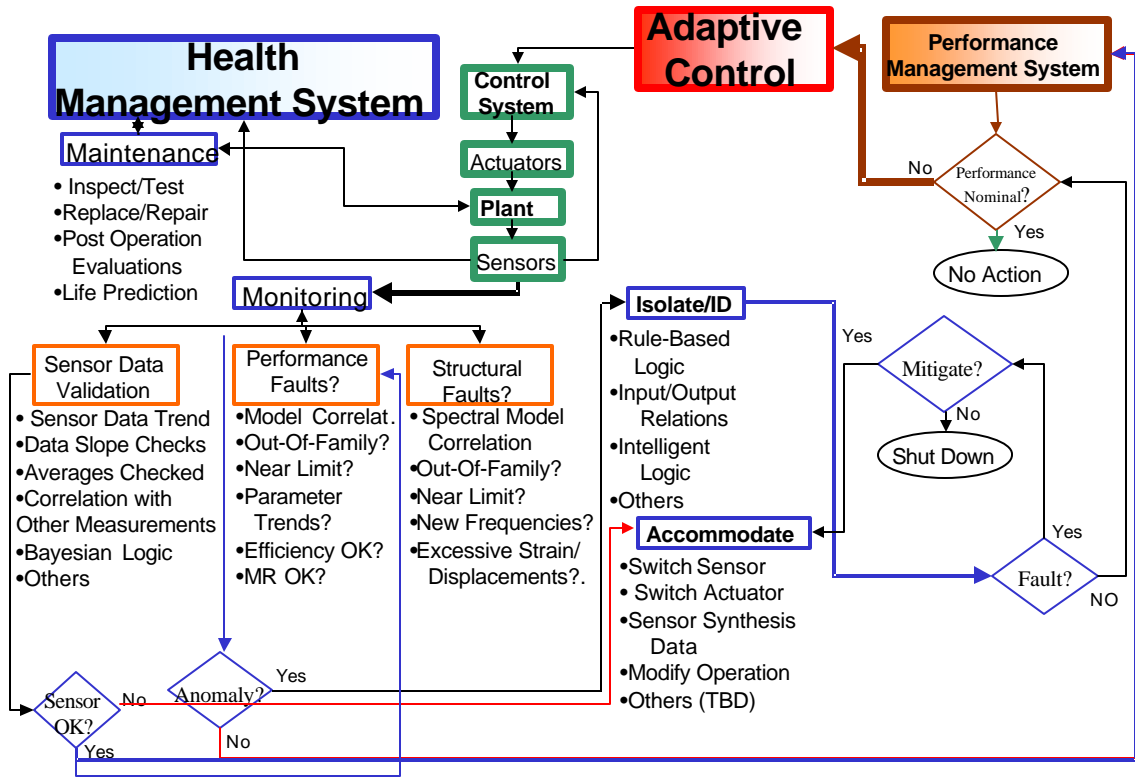 Health
Management System
Adaptive
Control
Performance
Management System
Control
System
Maintenance
Actuators
• Inspect/Test
•Replace/Repair
•Post Operation
Evaluations
•Life Prediction
Plant
Sensors
No
Performance
Nominal?
Yes
No Action
Monitoring
Isolate/ID
•Rule-Based
Logic
•Input/Output
Relations
•Intelligent
Logic
•Others
Yes
Mitigate?
No
Shut Down
Sensor Data
Validation
• Sensor Data Trend
•Data Slope Checks
•Averages Checked
•Correlation with
Other Measurements
•Bayesian Logic
•Others
Performance
Faults?
•Model Correlat.
•Out-Of-Family?
•Near Limit?
•Parameter
Trends?
•Efficiency OK?
•MR OK?
Structural
Faults?
•Spectral Model
Correlation
•Out-Of-Family?
•Near Limit?
•New Frequencies?
•Excessive Strain/
Displacements?.
Accommodate
•Switch Sensor
• Switch Actuator
•Sensor Synthesis
Data
•Modify Operation
•Others (TBD)
Yes
Fault?
NO
Sensor
OK?
No
Yes
Anomaly?
Yes
No